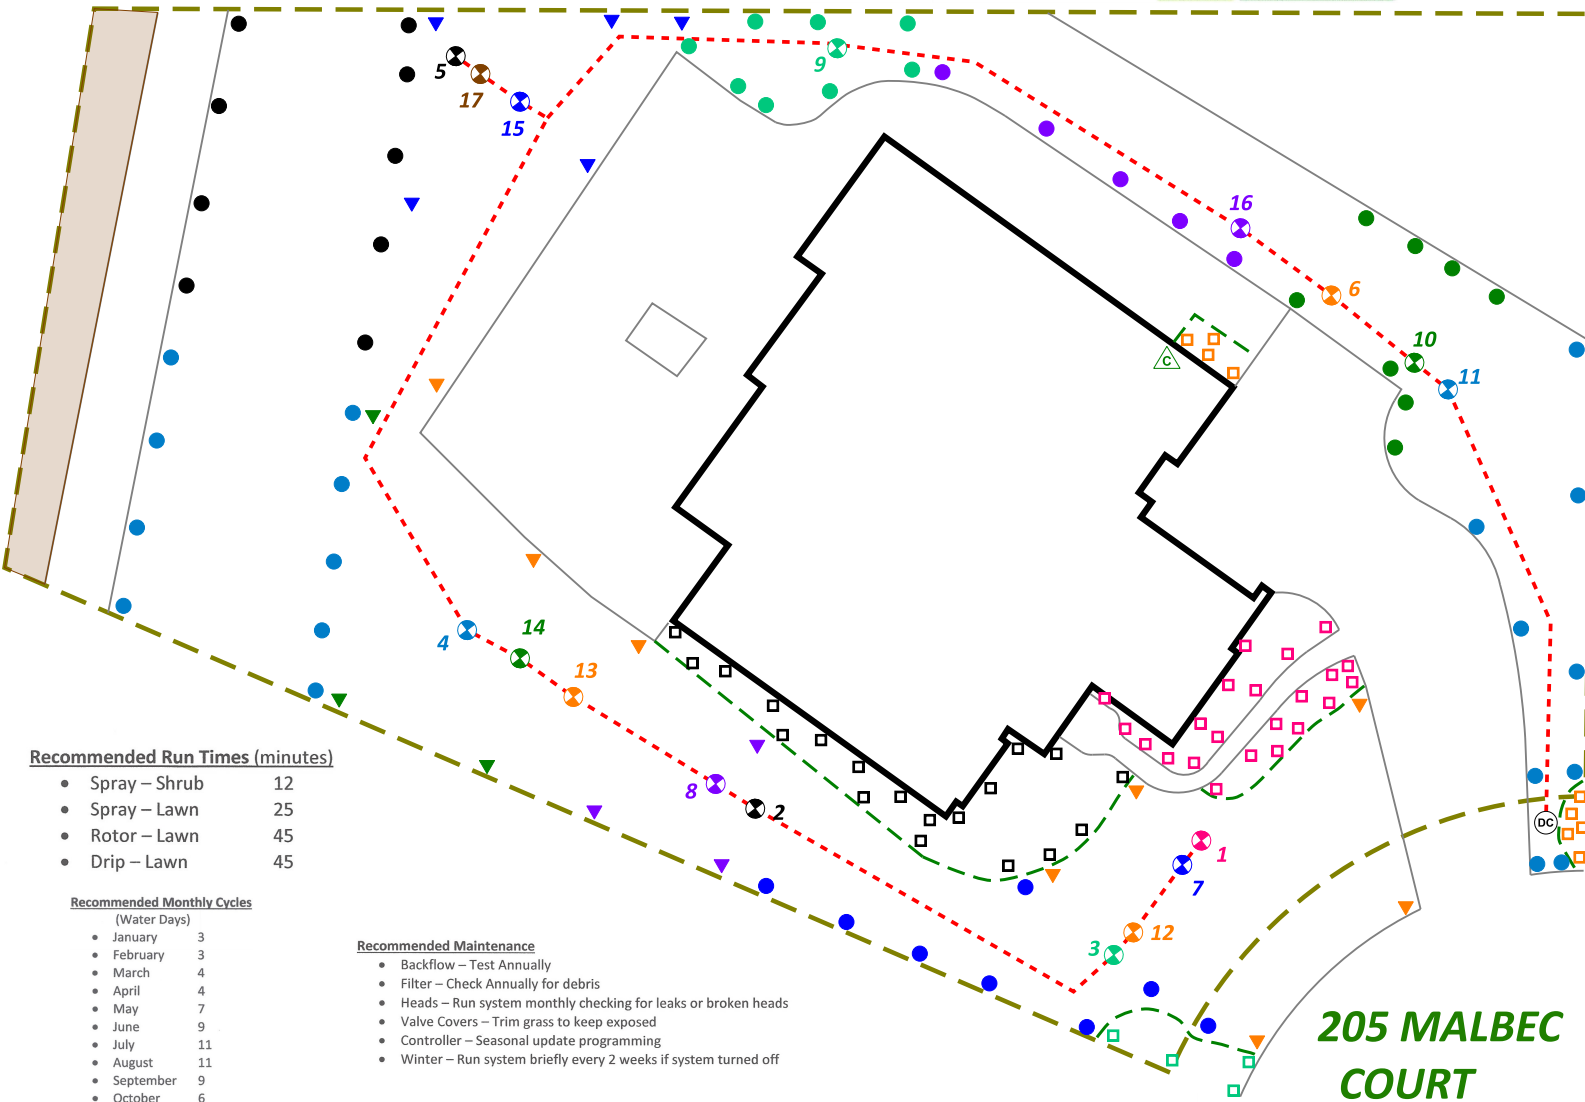 5
17
15
9
16
6
10
11
C
4
14
13
8
2
1
7
12
3
DC
Recommended Run Times (minutes)
• Spray – Shrub 12
• Spray – Lawn 25
• Rotor – Lawn 45
• Drip – Lawn 45
Recommended Monthly Cycles
(Water Days)
• January 3
• February 3
• March 4
• April 4
• May 7
• June 9
• July 11
• August 11
• September 9
• October 6
Recommended Maintenance
• Backflow – Test Annually
• Filter – Check Annually for debris
• Heads – Run system monthly checking for leaks or broken heads
• Valve Covers – Trim grass to keep exposed
• Controller – Seasonal update programming
• Winter – Run system briefly every 2 weeks if system turned off
205 MALBEC
COURT